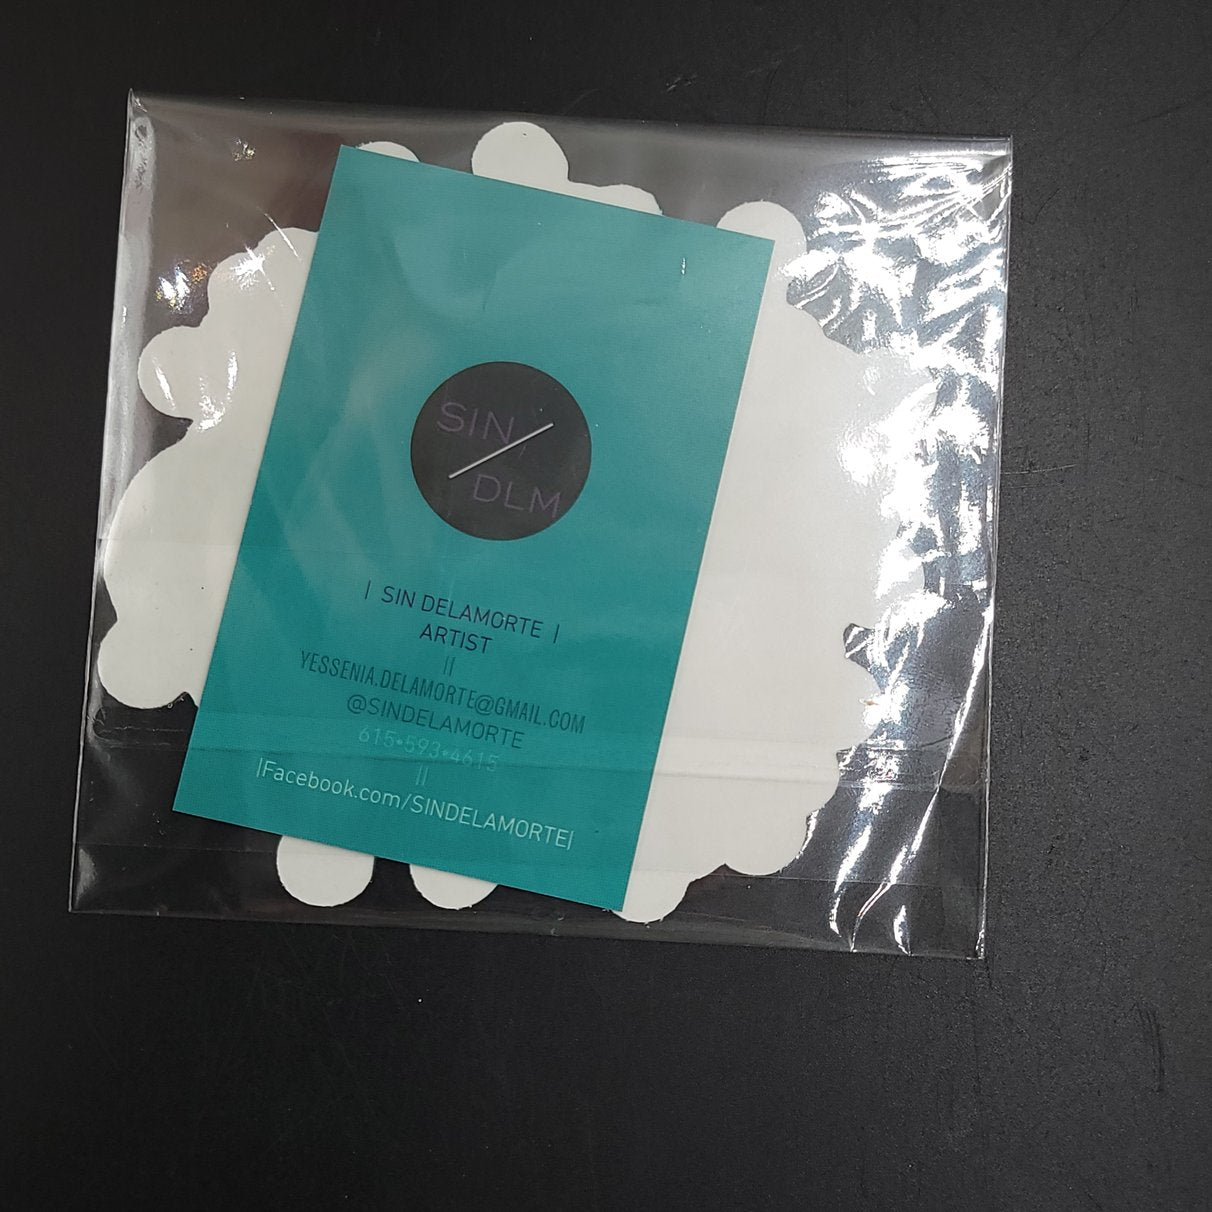 SIN
DLM
| SIN DELAMORTE |
ARTIST
||
YESSENIA.DELAMORTE@GMAIL.COM
@SINDELAMORTE
615•593•4615
||
|Facebook.com/SINDELAMORTE|